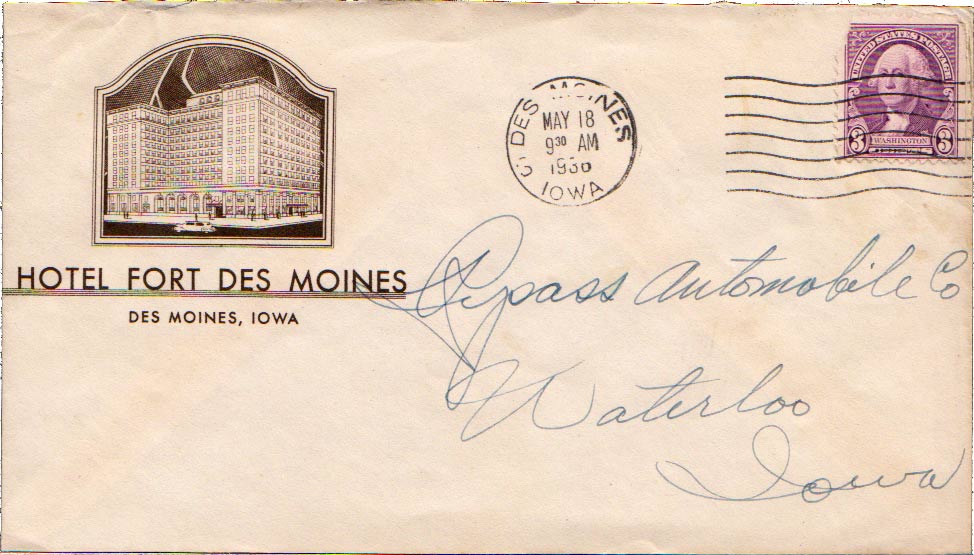 HOTEL FORT DES MOINES
DES MOINES, IOWA
DES MOINES
MAY 18
9 30 AM
1936
IOWA
UNITED STATES POSTAGE
3 WASHINGTON 3
Automobile Co
Waterloo
Iowa